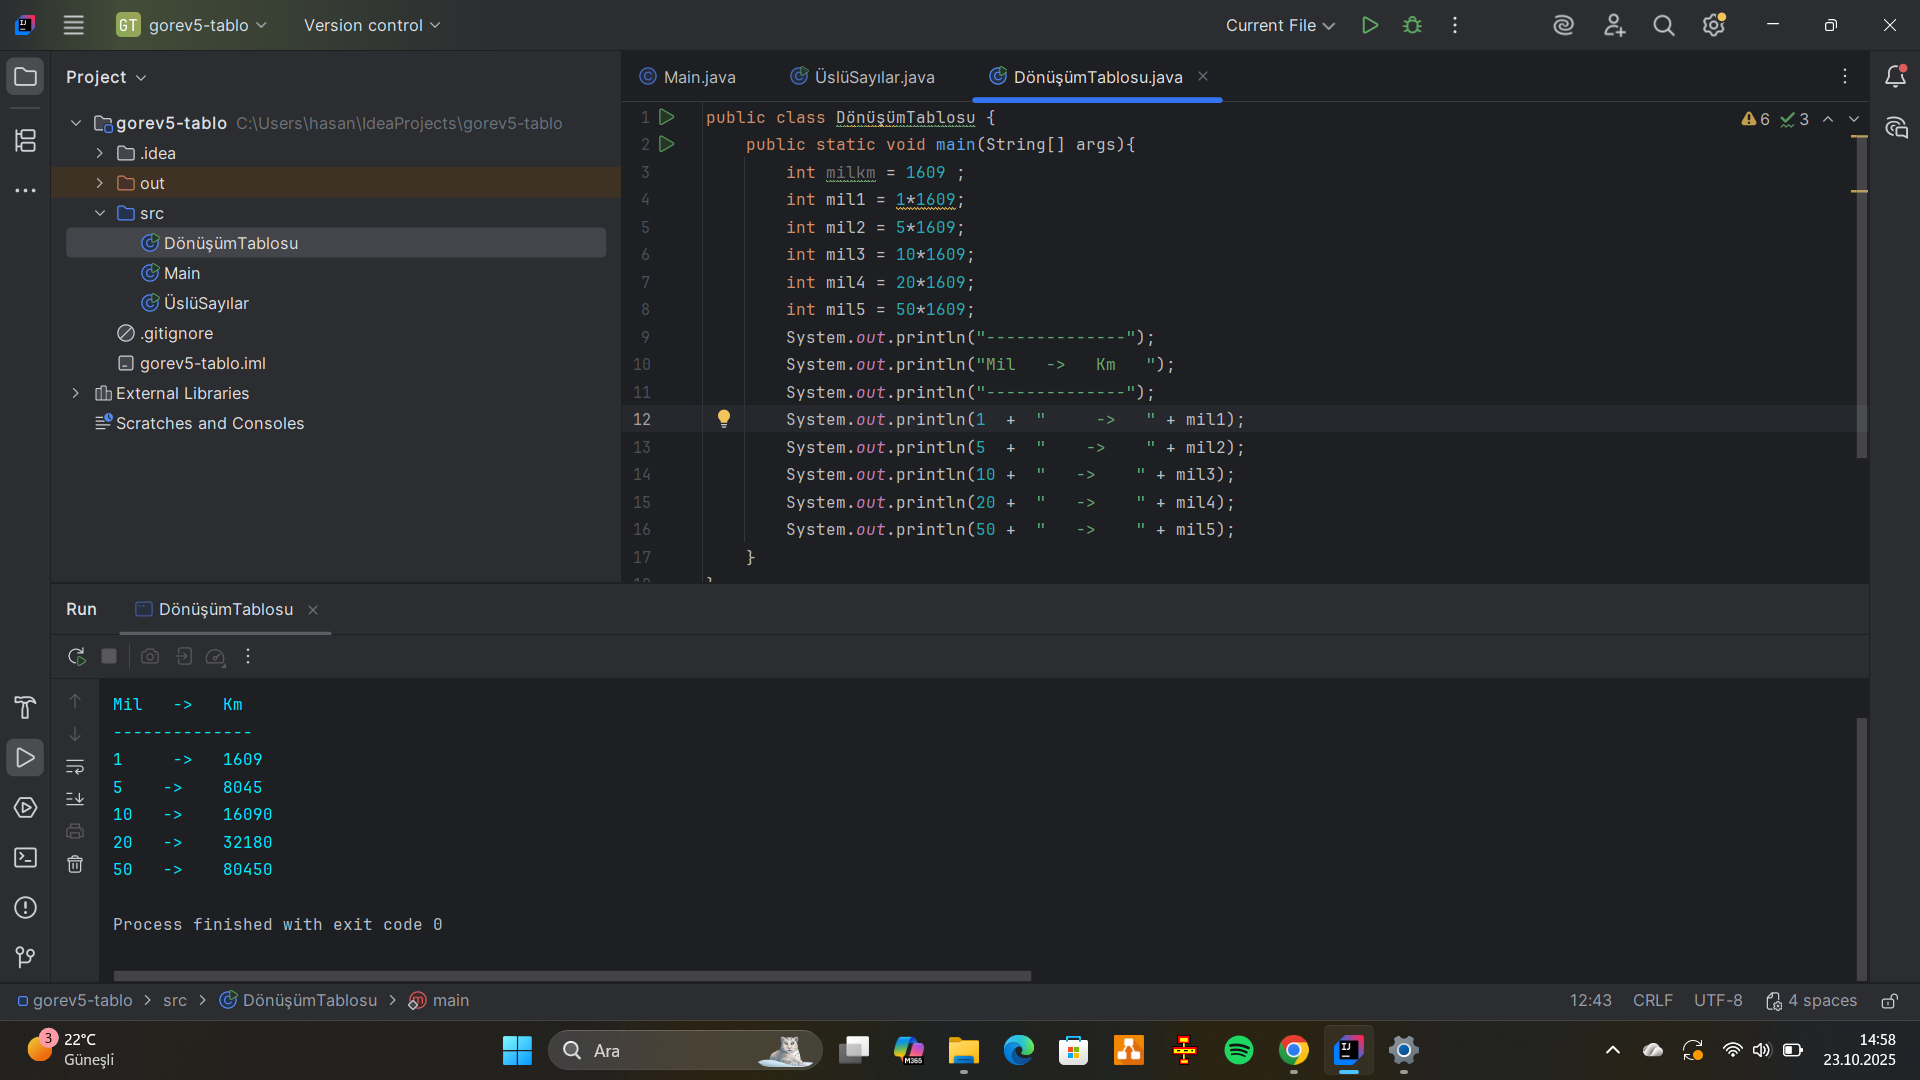 GT gorev5-tablo Version control Current File
Project
Main.java ÜslüSayılar.java DönüşümTablosu.java
gorev5-tablo C:\Users\hasan\IdeaProjects\gorev5-tablo
.idea
out
src
DönüşümTablosu
Main
ÜslüSayılar
.gitignore
gorev5-tablo.iml
External Libraries
Scratches and Consoles
6 3
1 public class DönüşümTablosu {
2     public static void main(String[] args){
3         int milkm = 1609 ;
4         int mil1 = 1*1609;
5         int mil2 = 5*1609;
6         int mil3 = 10*1609;
7         int mil4 = 20*1609;
8         int mil5 = 50*1609;
9         System.out.println("--------------");
10         System.out.println("Mil   ->   Km   ");
11         System.out.println("--------------");
12         System.out.println(1  +  "     ->   " + mil1);
13         System.out.println(5  +  "    ->    " + mil2);
14         System.out.println(10 +  "   ->    " + mil3);
15         System.out.println(20 +  "   ->    " + mil4);
16         System.out.println(50 +  "   ->    " + mil5);
17     }
Run DönüşümTablosu
Mil   ->   Km
--------------
1     ->   1609
5    ->    8045
10   ->    16090
20   ->    32180
50   ->    80450
Process finished with exit code 0
gorev5-tablo > src > DönüşümTablosu > main 12:43 CRLF UTF-8 4 spaces
3 22°C
Güneşli
Ara
M365
14:58
23.10.2025